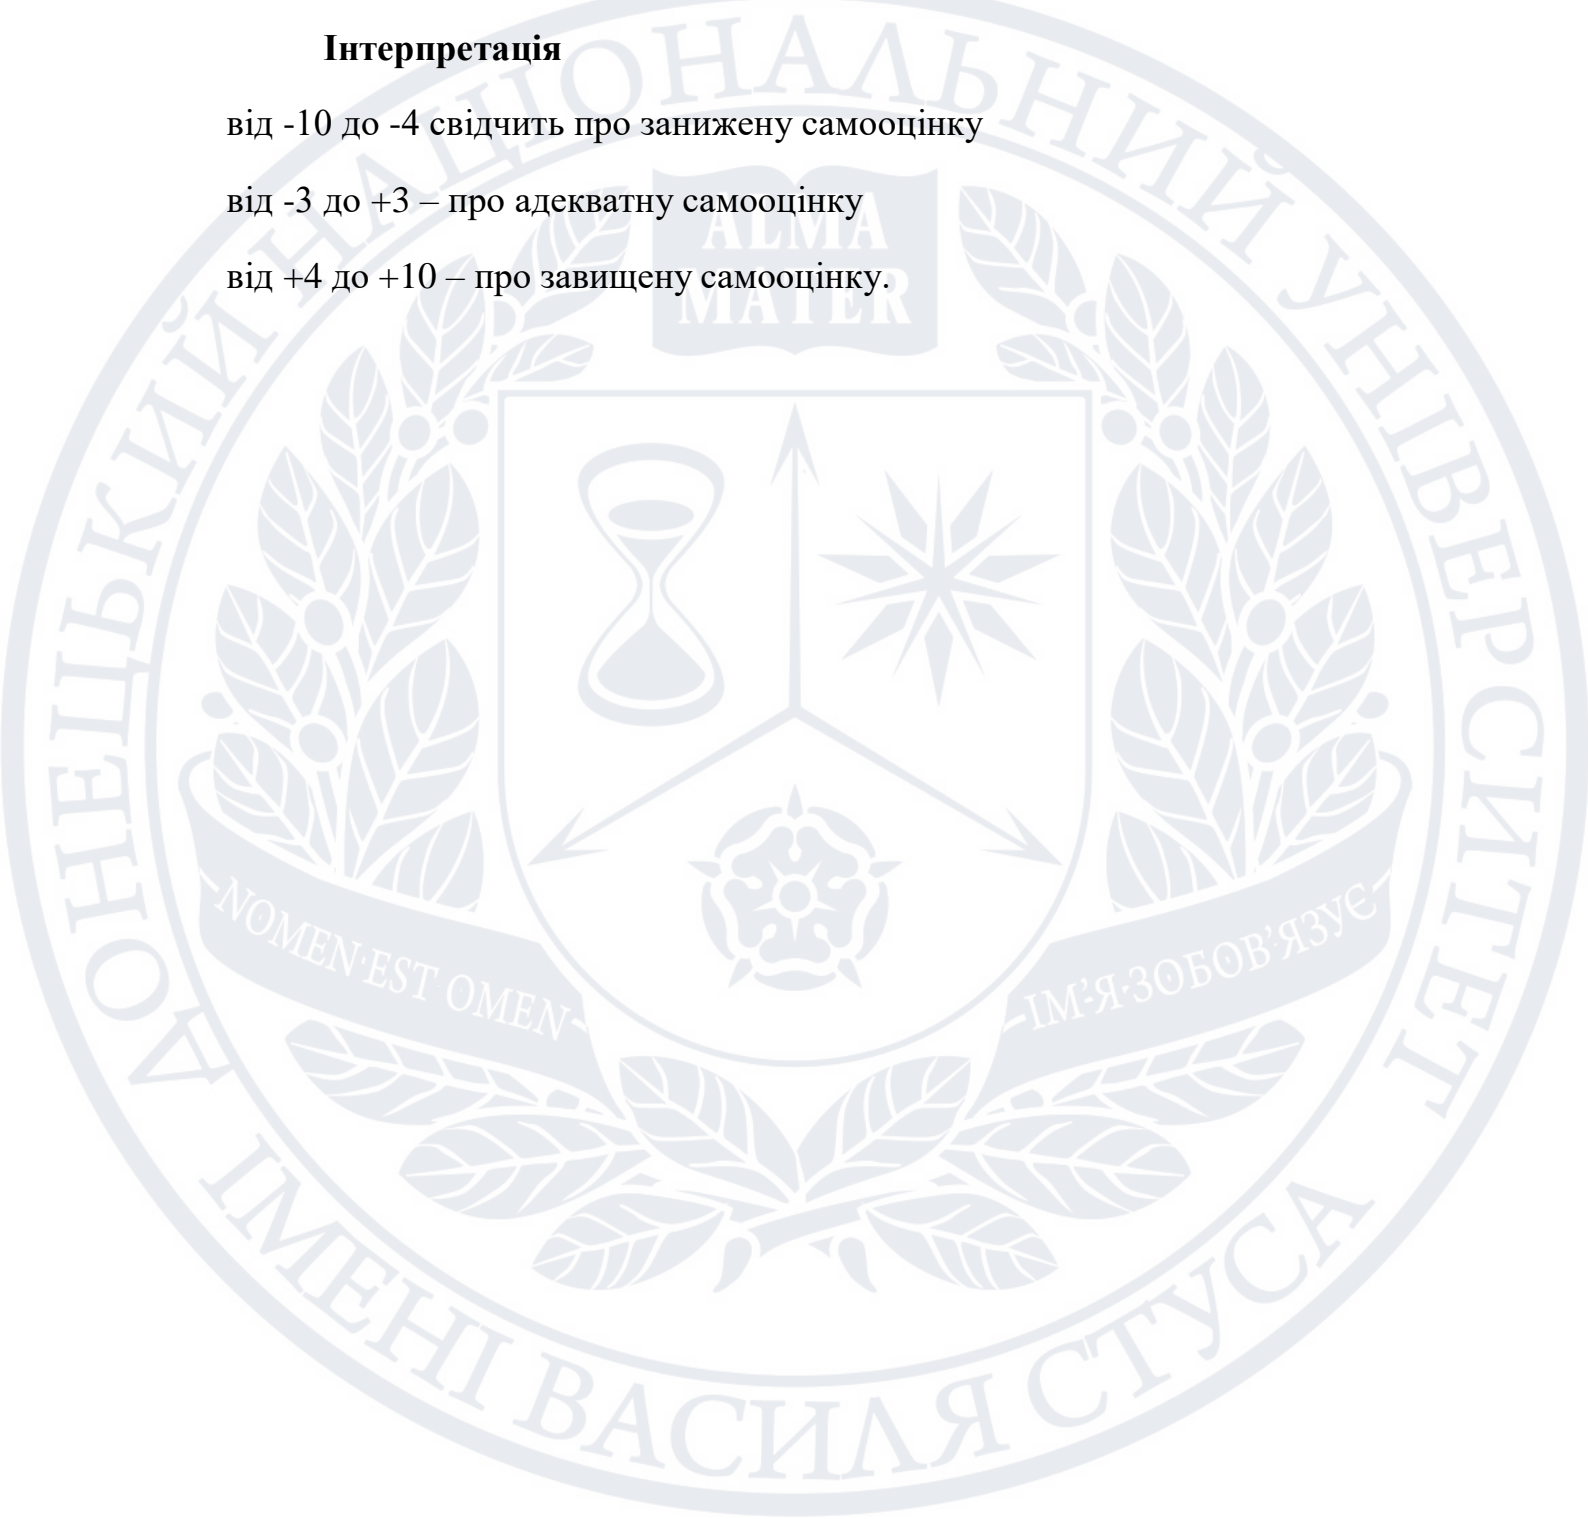 Інтерпретація
від -10 до -4 свідчить про занижену самооцінку
від -3 до +3 – про адекватну самооцінку
від +4 до +10 – про завищену самооцінку.
ДОНЕЦЬКИЙ НАЦІОНАЛЬНИЙ УНІВЕРСИТЕТ
ІМЕНІ ВАСИЛЯ СТУСА
ALMA
MATER
NOMEN·EST·OMEN
ІМ'Я·ЗОБОВ'ЯЗУЄ